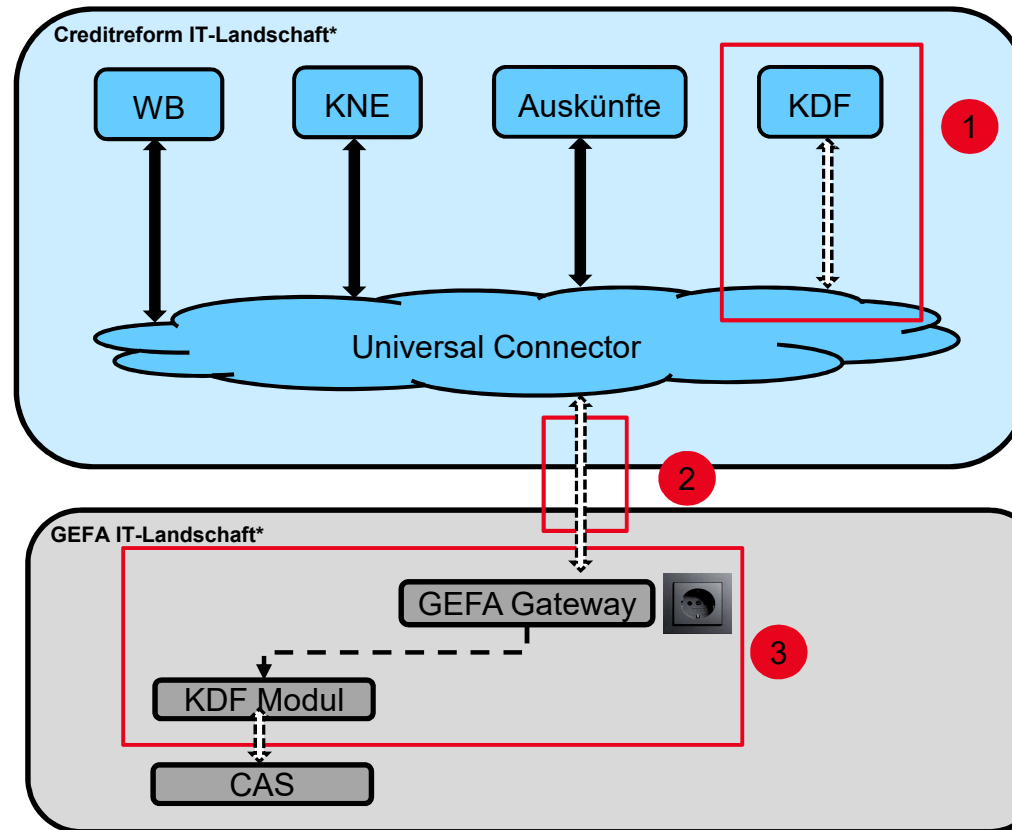 Creditreform IT-Landschaft*
WB
KNE
Auskünfte
KDF
1
Universal Connector
2
GEFA IT-Landschaft*
GEFA Gateway
3
KDF Modul
CAS